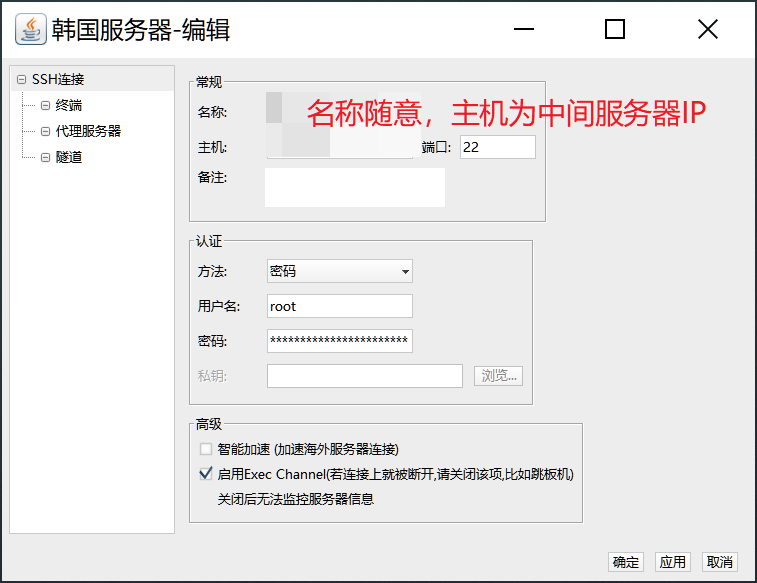 韩国服务器-编辑
SSH连接
终端
代理服务器
隧道
常规
名称:
名称随意，主机为中间服务器IP
主机:
端口: 22
备注:
认证
方法: 密码
用户名: root
密码: ***********************
私钥: 浏览...
高级
智能加速 (加速海外服务器连接)
启用Exec Channel(若连接上就被断开,请关闭该项,比如跳板机)
关闭后无法监控服务器信息
确定 应用 取消